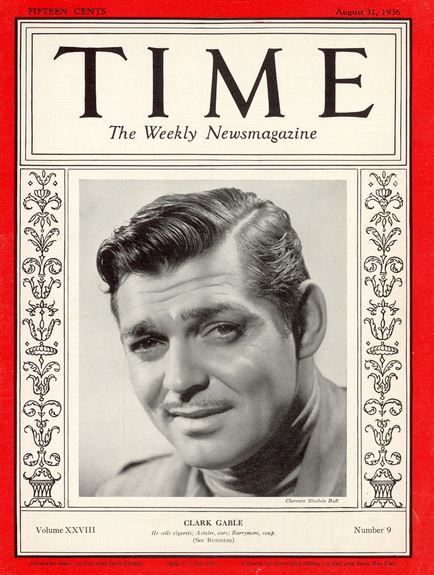 FIFTEEN CENTS August 31, 1936
TIME
The Weekly Newsmagazine
Clarence Sinclair Bull
CLARK GABLE
He sells cigarets; Astaire, cars; Barrymore, soup.
(See BUSINESS)
Volume XXVIII Number 9